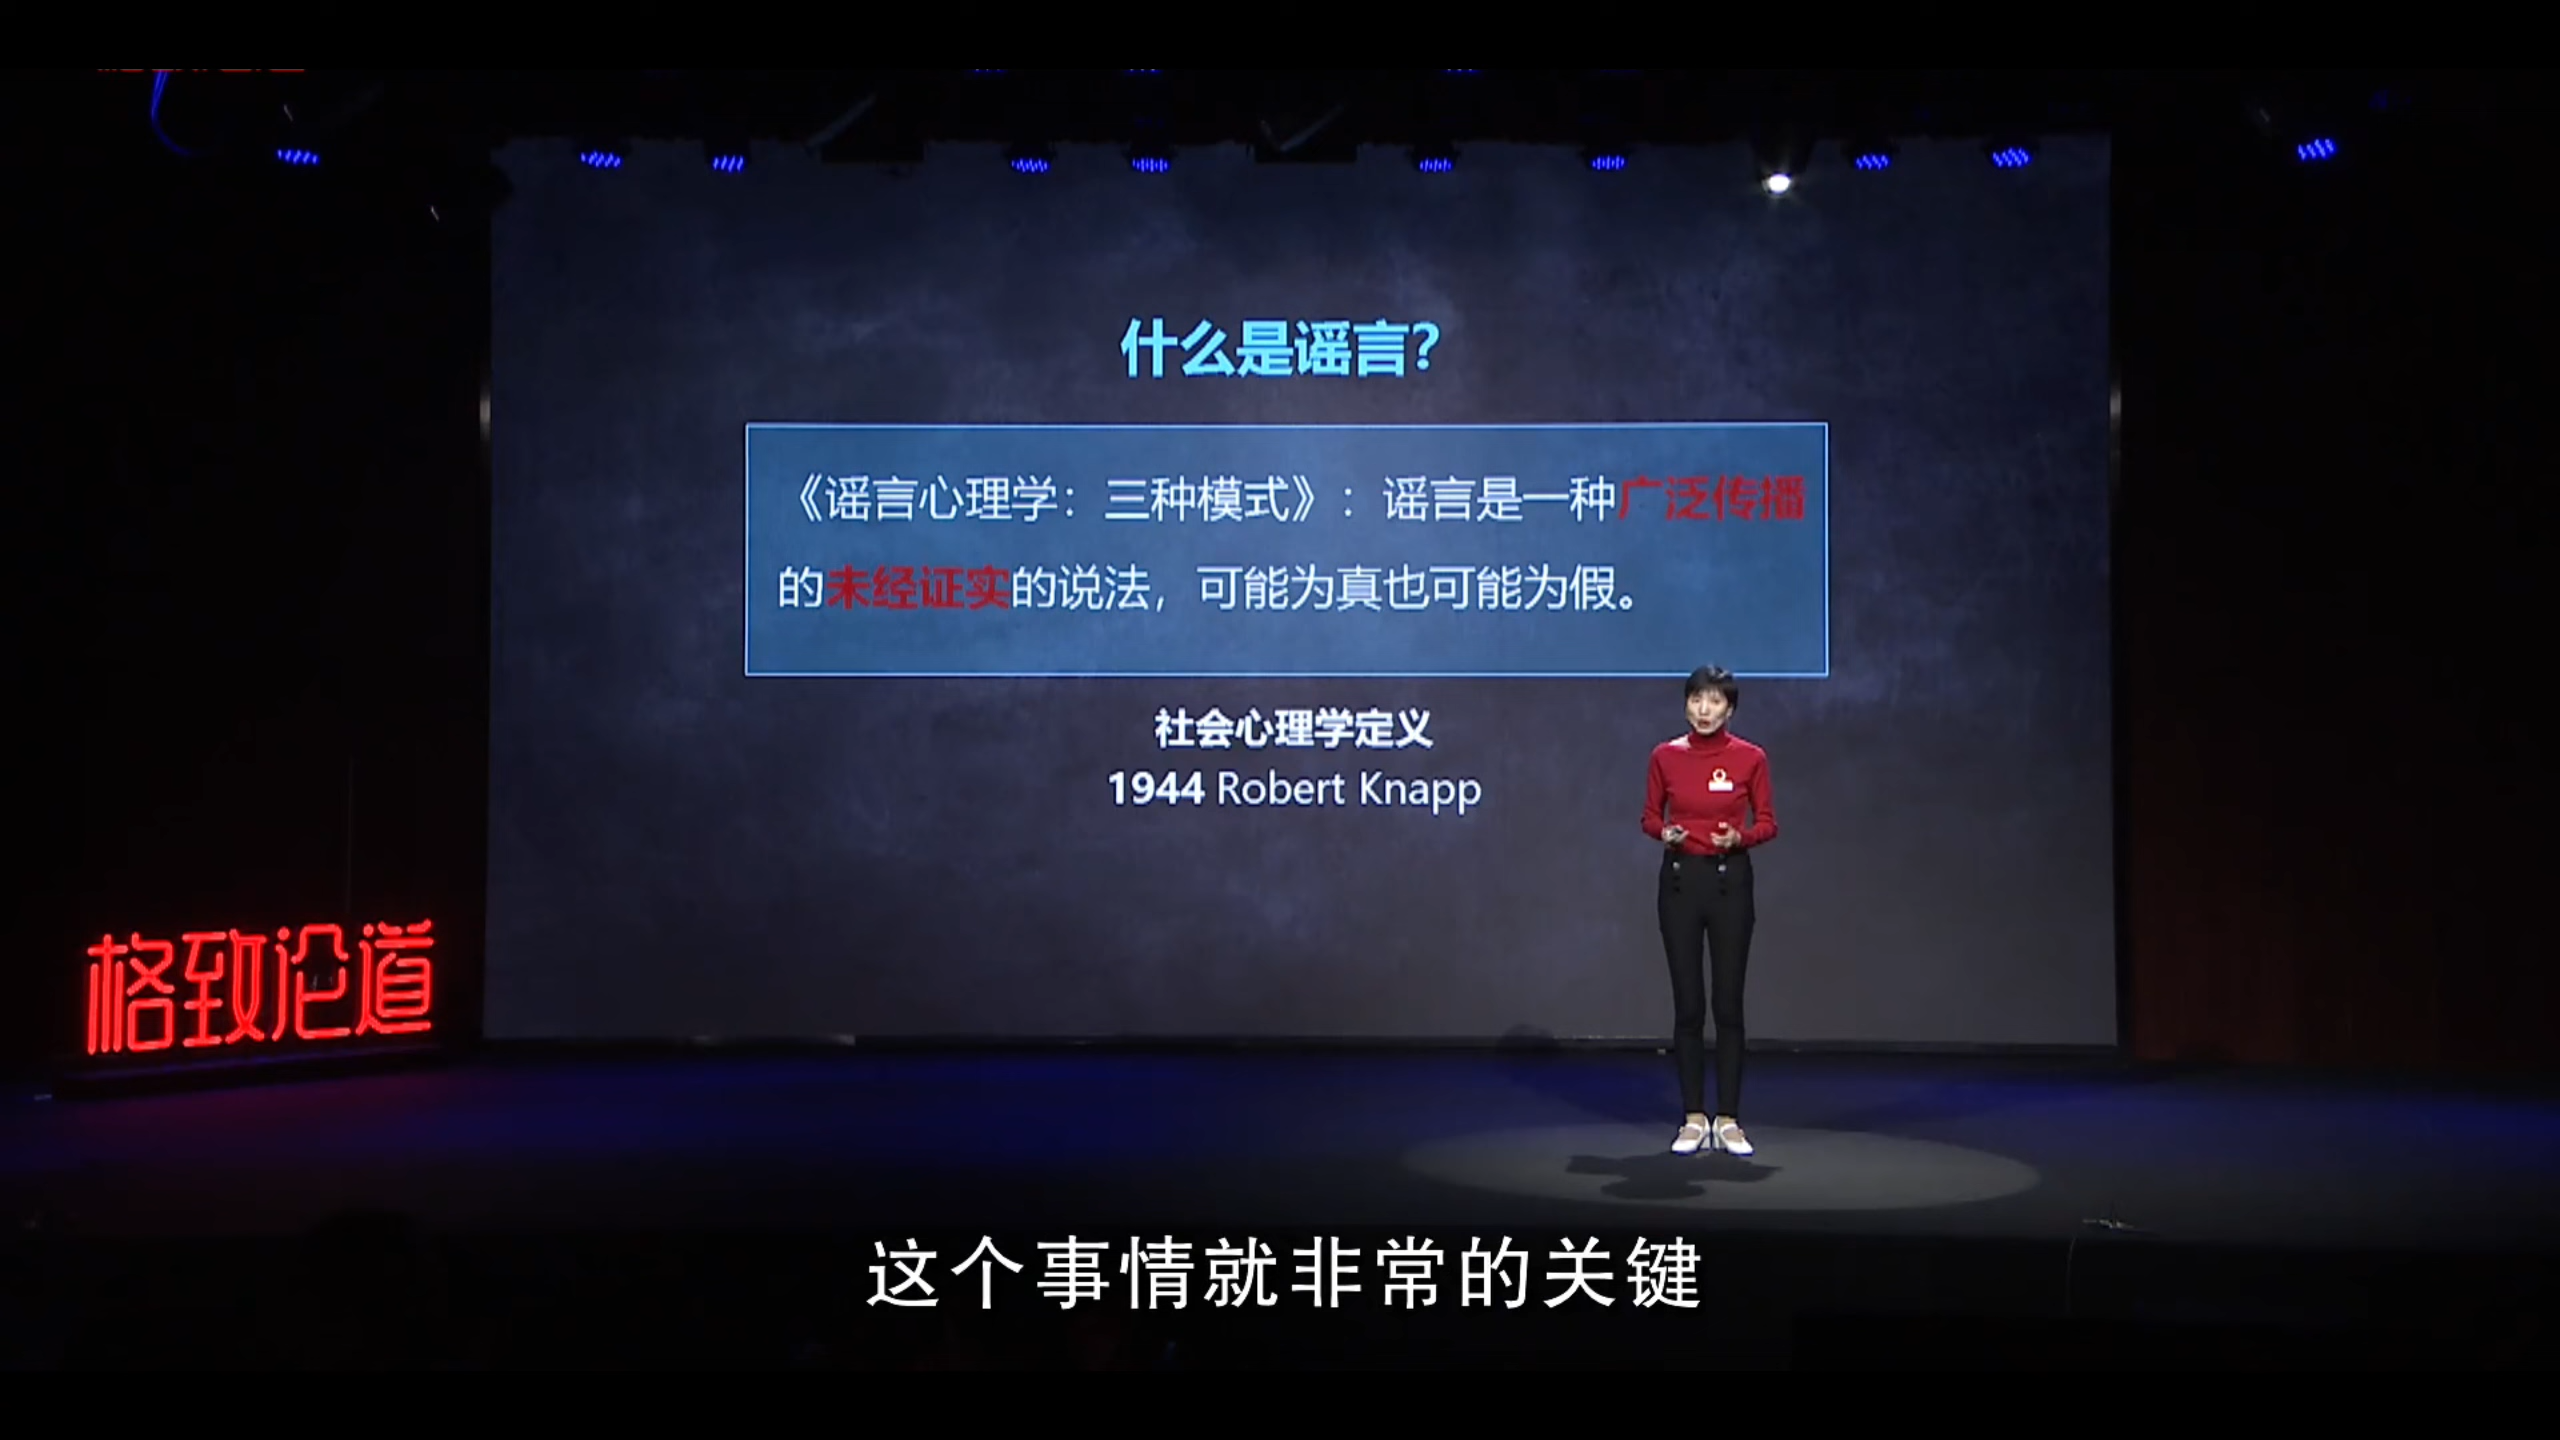 什么是谣言？
《谣言心理学：三种模式》：谣言是一种广泛传播
的未经证实的说法，可能为真也可能为假。
社会心理学定义
1944 Robert Knapp
格致论道
这个事情就非常的关键